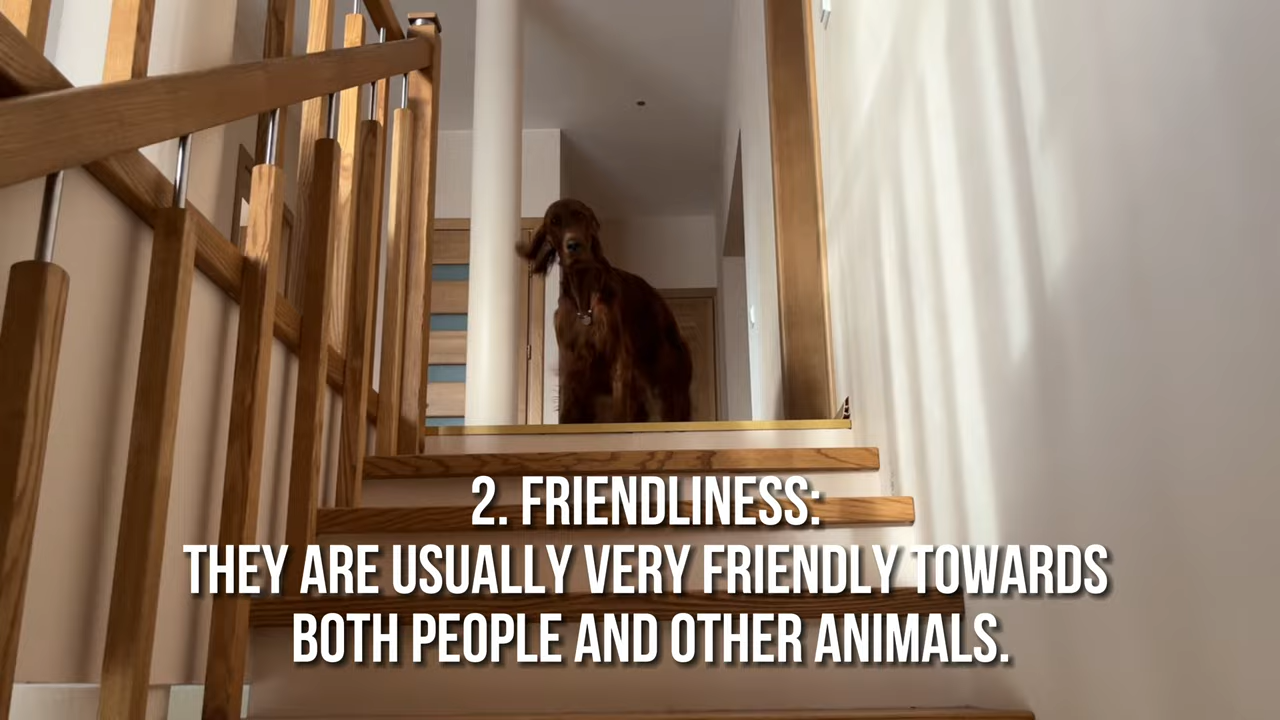 2. FRIENDLINESS:
THEY ARE USUALLY VERY FRIENDLY TOWARDS
BOTH PEOPLE AND OTHER ANIMALS.